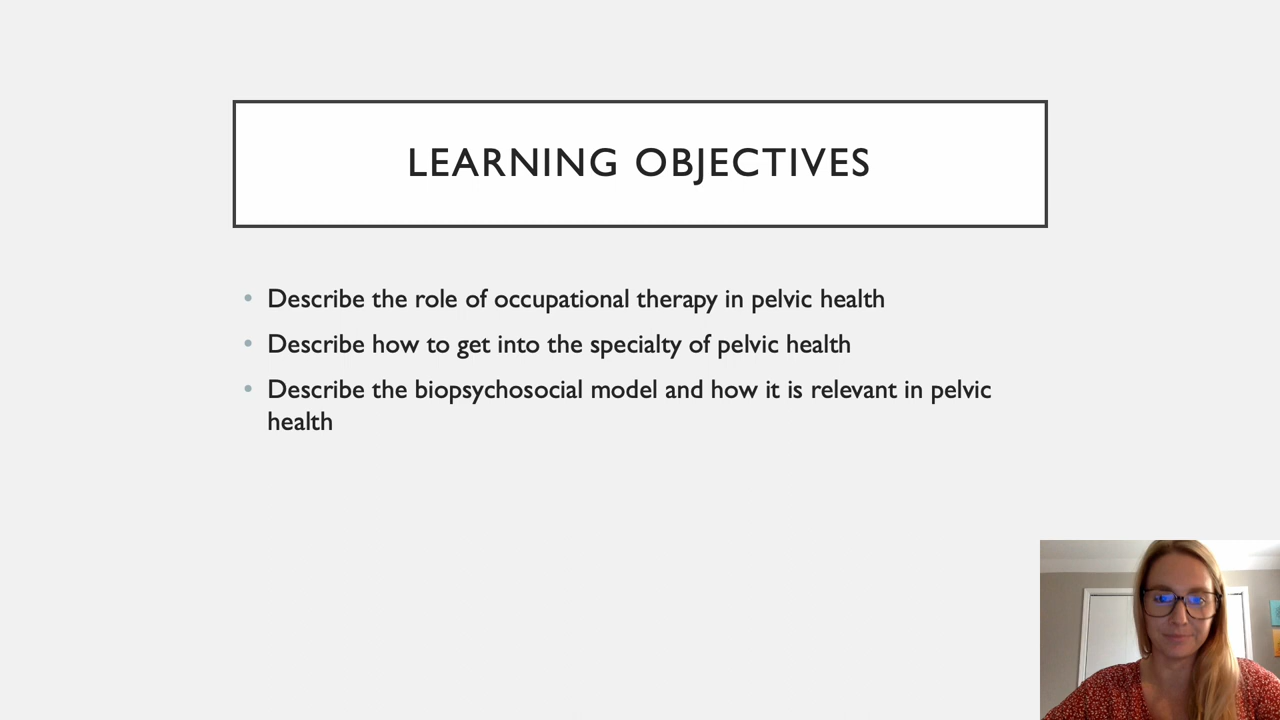 LEARNING OBJECTIVES
• Describe the role of occupational therapy in pelvic health
• Describe how to get into the specialty of pelvic health
• Describe the biopsychosocial model and how it is relevant in pelvic
health